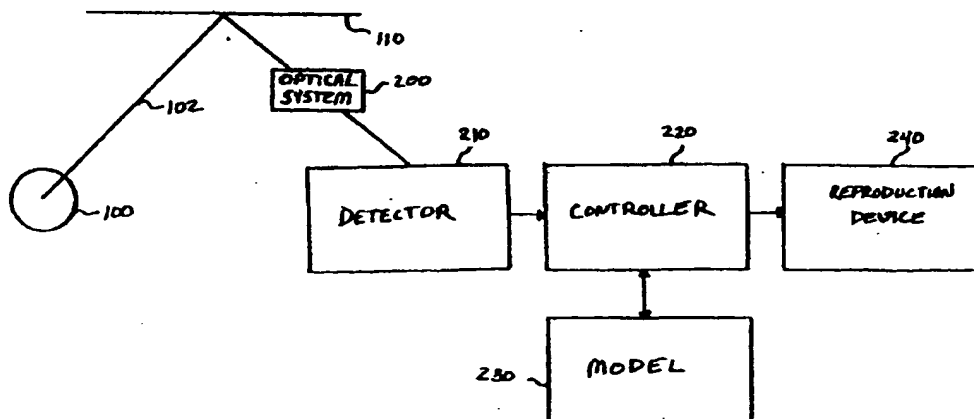 110
OPTICAL
SYSTEM
200
102
100
210
220
240
DETECTOR
CONTROLLER
REPRODUCTION
DEVICE
230
MODEL